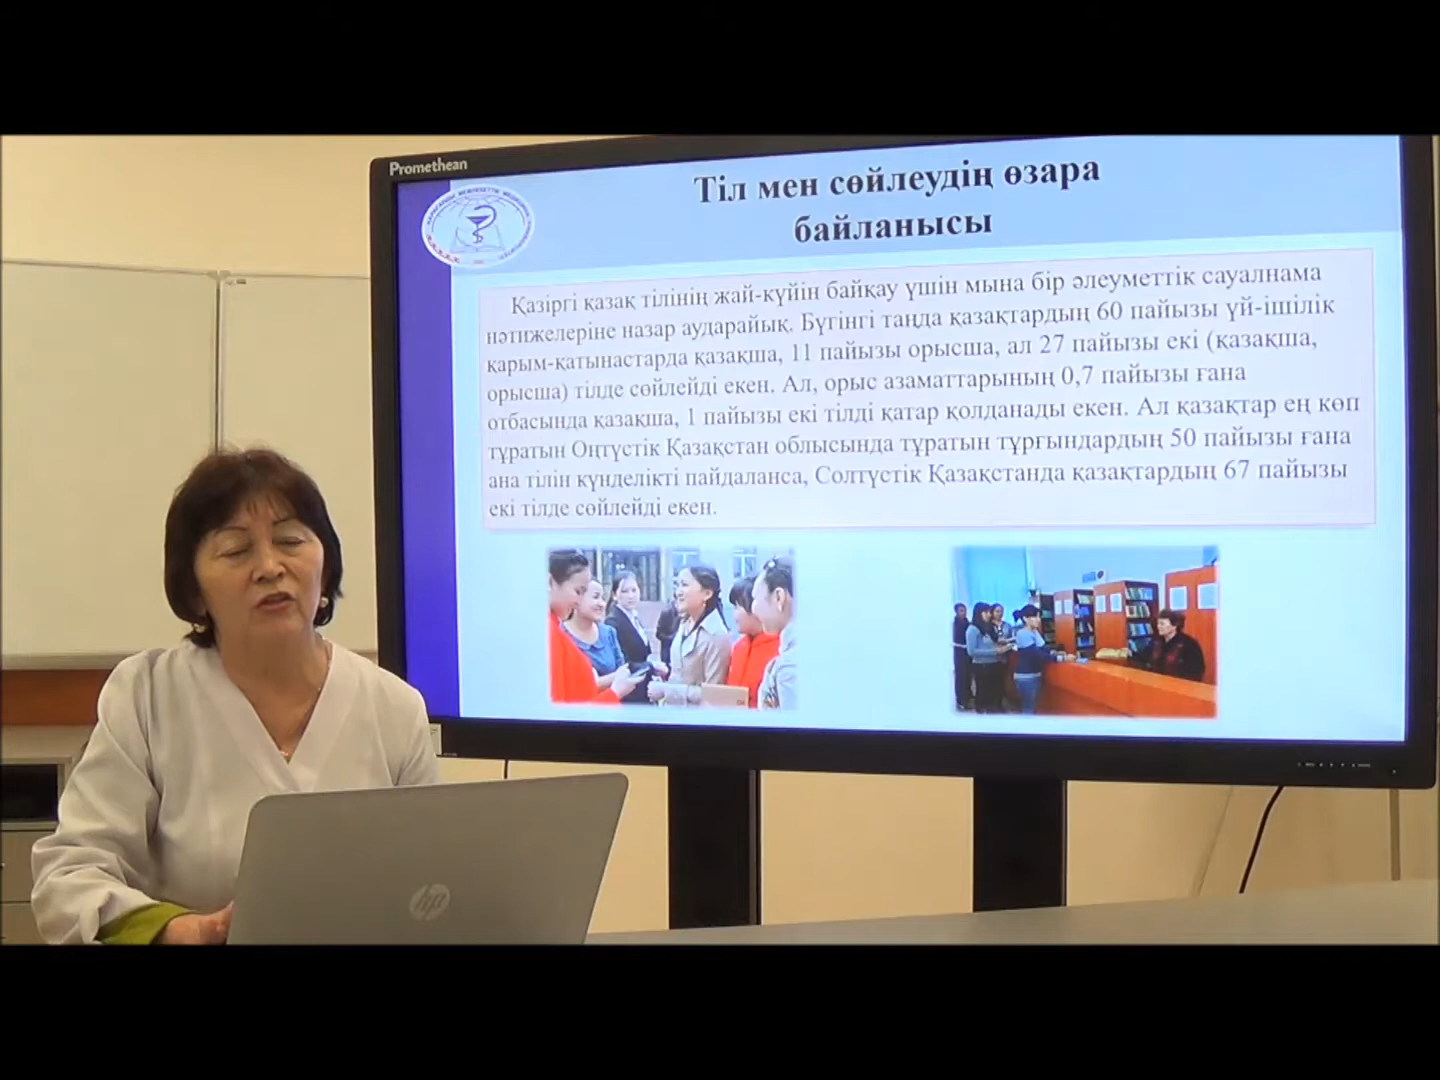 Promethean
Тіл мен сөйлеудің өзара
байланысы
Қазіргі қазақ тілінің жай-күйін байқау үшін мына бір әлеуметтік сауалнама
нәтижелеріне назар аударайық. Бүгінгі таңда қазақтардың 60 пайызы үй-ішілік
қарым-қатынастарда қазақша, 11 пайызы орысша, ал 27 пайызы екі (қазақша,
орысша) тілде сөйлейді екен. Ал, орыс азаматтарының 0,7 пайызы ғана
отбасында қазақша, 1 пайызы екі тілді қатар қолданады екен. Ал қазақтар ең көп
тұратын Оңтүстік Қазақстан облысында тұратын тұрғындардың 50 пайызы ғана
ана тілін күнделікті пайдаланса, Солтүстік Қазақстанда қазақтардың 67 пайызы
екі тілде сөйлейді екен.
hp